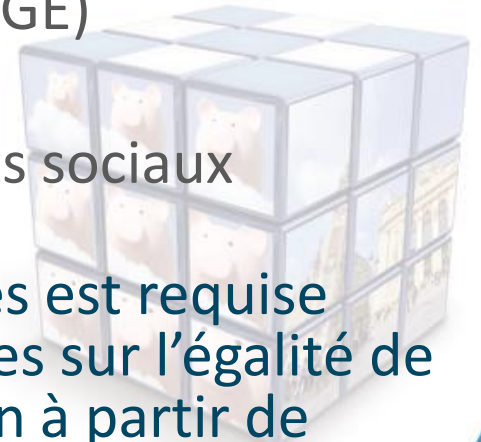 GE)
s sociaux
es est requise
es sur l'égalité de
n à partir de